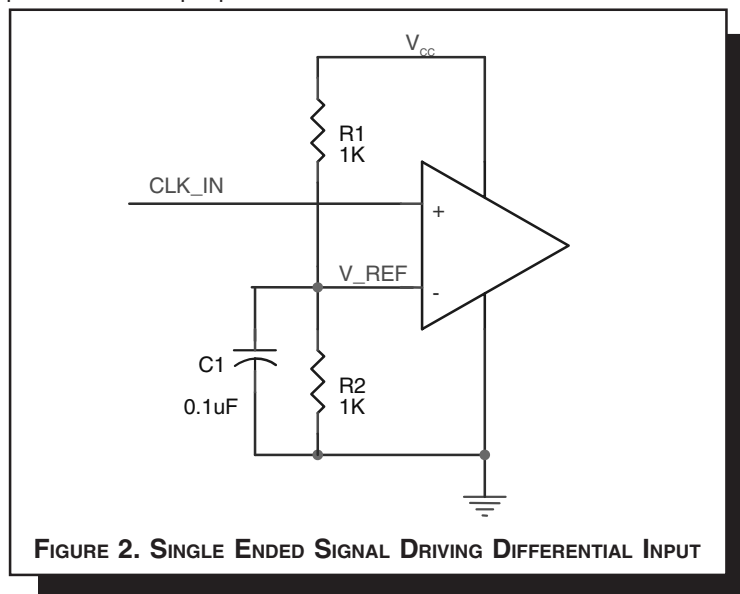 V_CC
R1
1K
CLK_IN
+
V_REF
-
C1
0.1uF
R2
1K
FIGURE 2. SINGLE ENDED SIGNAL DRIVING DIFFERENTIAL INPUT